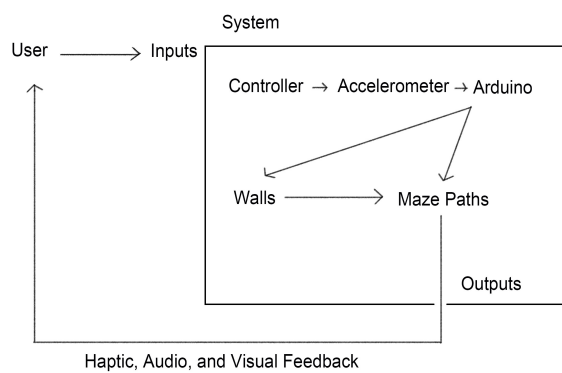 System
User
Inputs
Controller → Accelerometer → Arduino
Walls
Maze Paths
Outputs
Haptic, Audio, and Visual Feedback